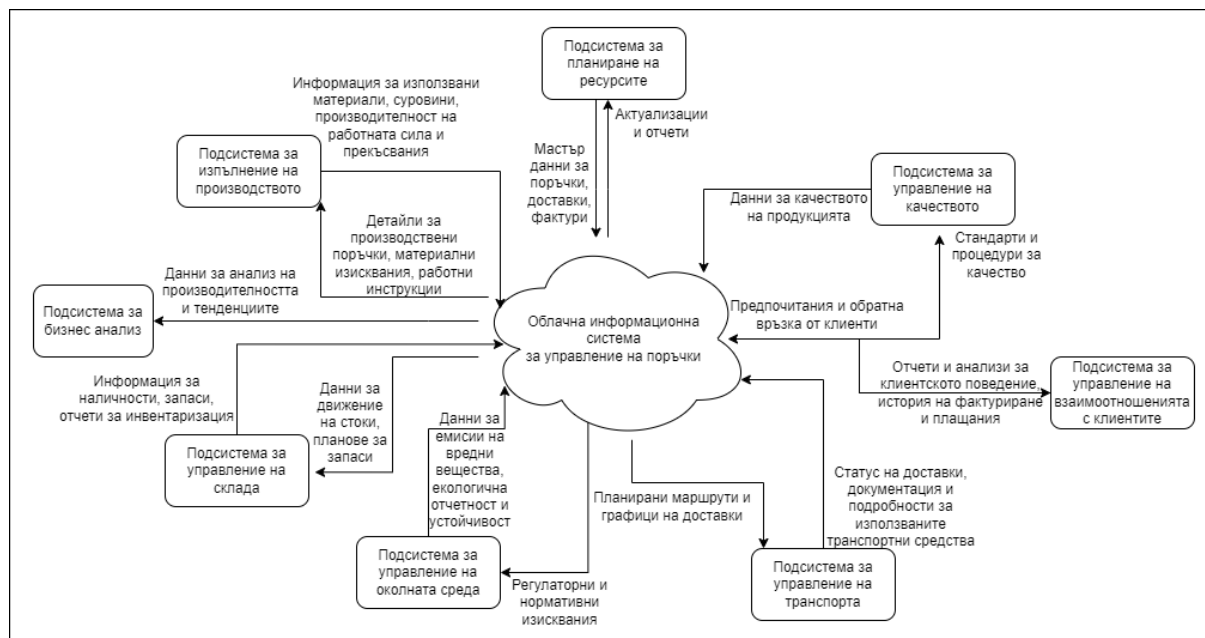 Подсистема за
планиране на
ресурсите
Информация за използвани
материали, суровини,
производителност на
работната сила и
прекъсвания
Актуализации
и отчети
Мастър
данни за
поръчки,
доставки,
фактури
Подсистема за
изпълнение на
производството
Подсистема за
управление на
качеството
Данни за качеството
на продукцията
Детайли за
производствени
поръчки, материални
изисквания, работни
инструкции
Стандарти и
процедури за
качество
Данни за анализ на
производителността
и тенденциите
Подсистема за
бизнес анализ
Облачна информационна
система
за управление на поръчки
Предпочитания и обратна
връзка от клиенти
Информация за
наличности, запаси,
отчети за инвентаризация
Данни за
движение
на стоки,
планове за
запаси
Отчети и анализи за
клиентското поведение,
история на фактуриране
и плащания
Подсистема за
управление на
взаимоотношенията
с клиентите
Подсистема за
управление на
склада
Данни за
емисии на
вредни
вещества,
екологична
отчетност и
устойчивост
Планирани маршрути и
графици на доставки
Статус на доставки,
документация и
подробности за
използваните
транспортни средства
Подсистема за
управление на
околната среда
Регулаторни и
нормативни
изисквания
Подсистема за
управление на
транспорта